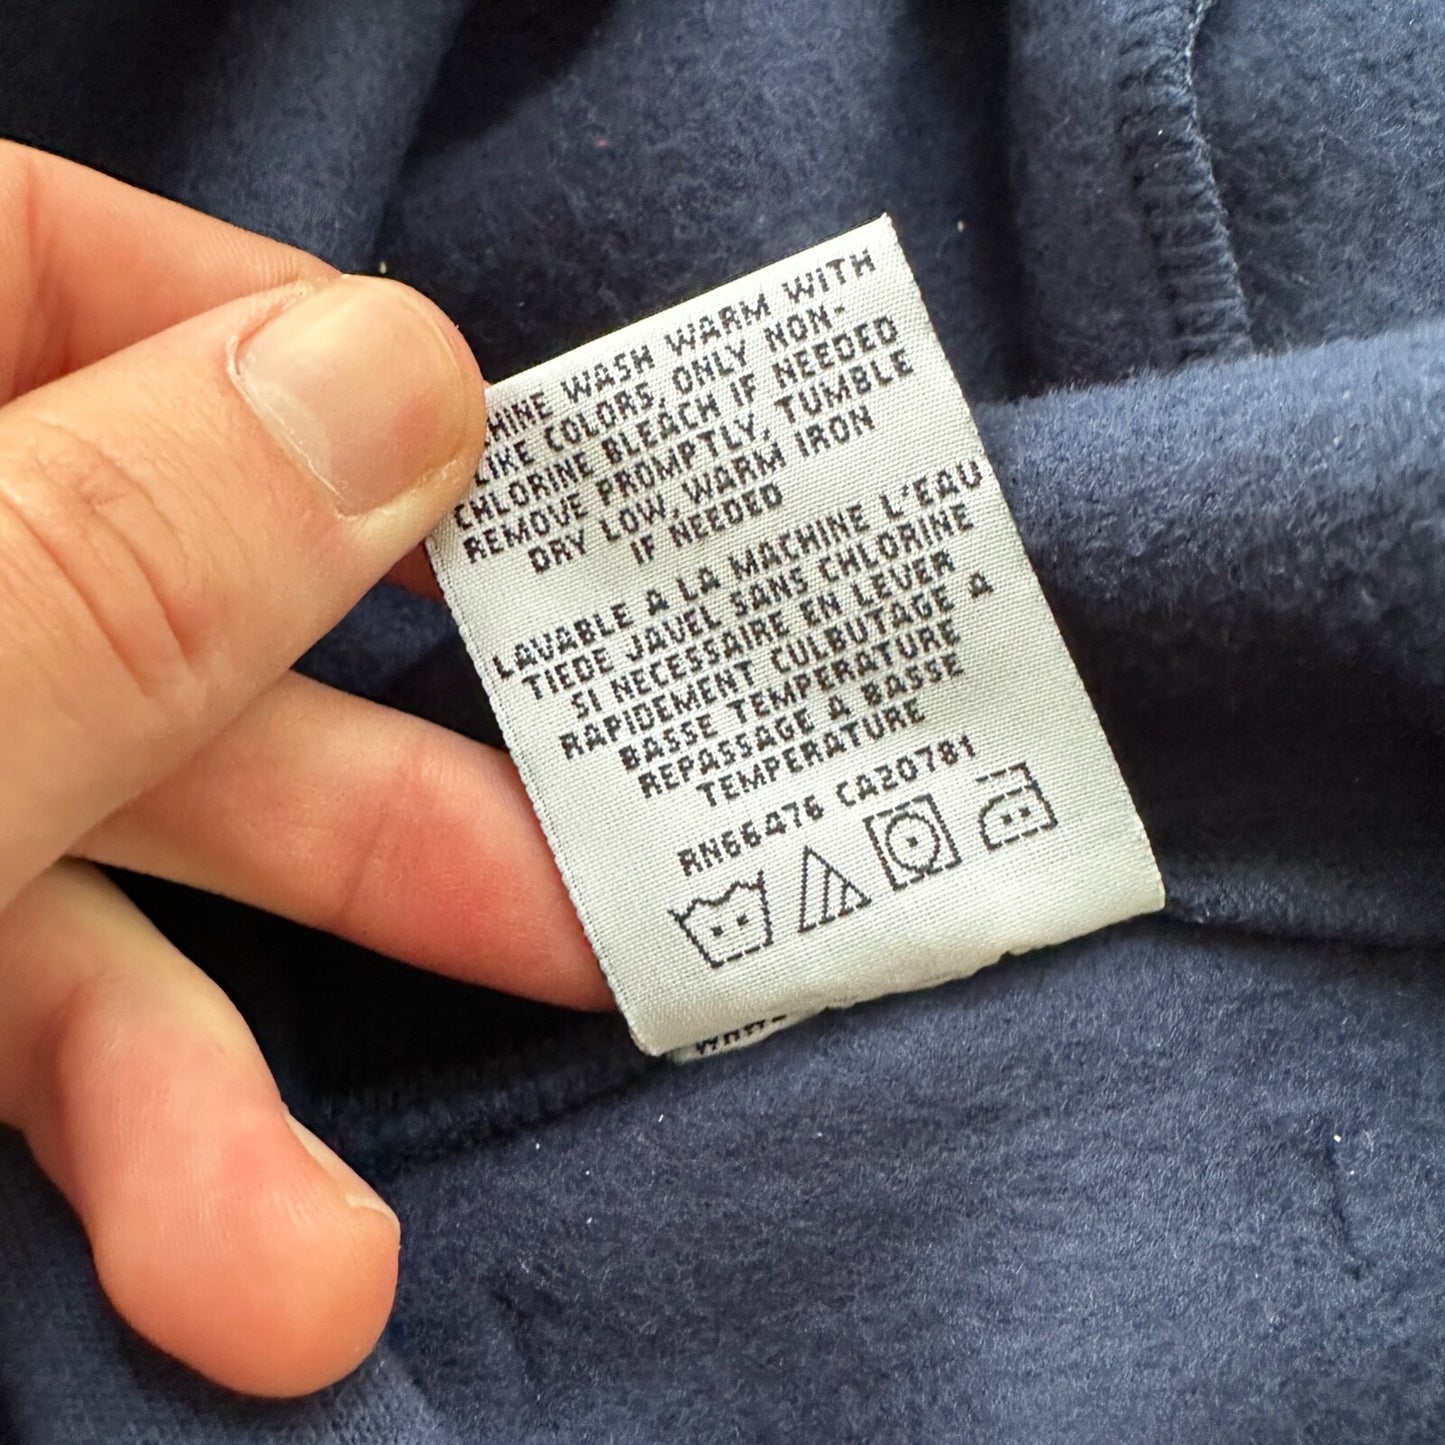 HINE WASH WARM WITH
LIKE COLORS, ONLY NON-
CHLORINE BLEACH IF NEEDED
REMOVE PROMPTLY, TUMBLE
DRY LOW, WARM IRON
IF NEEDED
LAVABLE A LA MACHINE L'EAU
TIEDE JAVEL SANS CHLORINE
SI NECESSAIRE EN LEVER
RAPIDEMENT CULBUTAGE A
BASSE TEMPERATURE
REPASSAGE A BASSE
TEMPERATURE
RN66476 CA20781